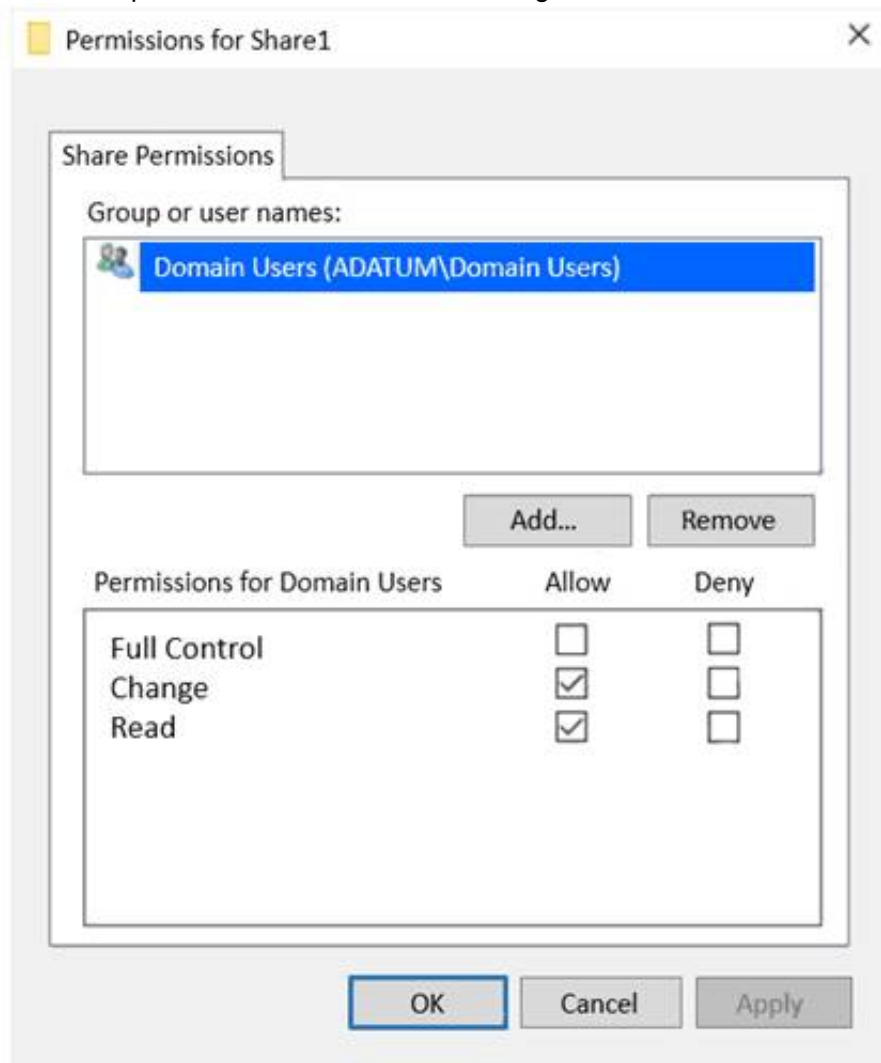 Permissions for Share1
Share Permissions
Group or user names:
Domain Users (ADATUM\Domain Users)
Add... Remove
Permissions for Domain Users Allow Deny
Full Control
Change
Read
OK Cancel Apply